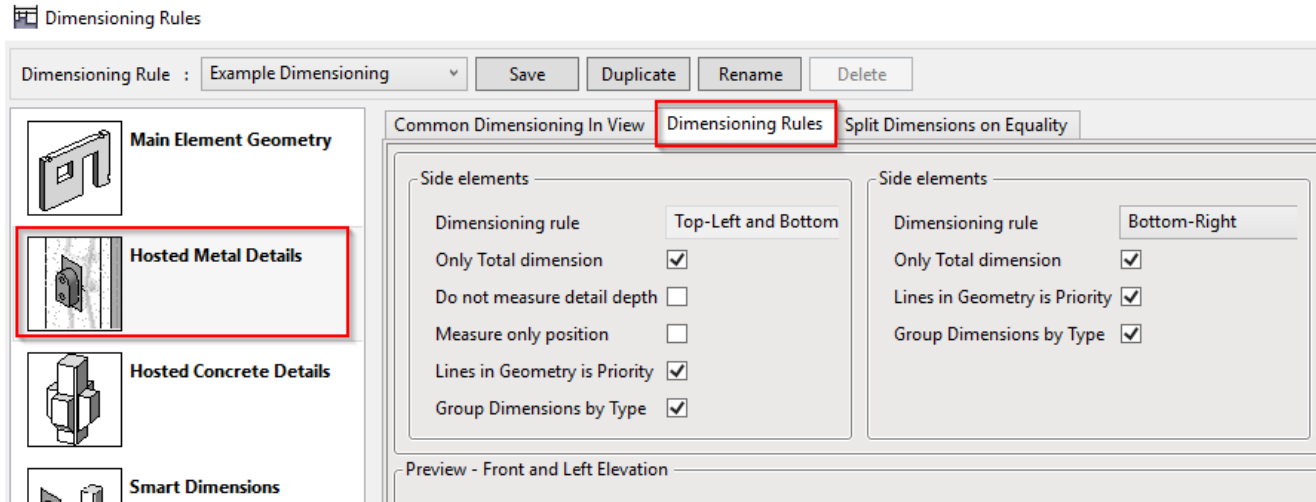 Dimensioning Rules
Dimensioning Rule : Example Dimensioning Save Duplicate Rename Delete
Main Element Geometry
Hosted Metal Details
Hosted Concrete Details
Smart Dimensions
Common Dimensioning In View Dimensioning Rules Split Dimensions on Equality
Side elements
Dimensioning rule Top-Left and Bottom
Only Total dimension
Do not measure detail depth
Measure only position
Lines in Geometry is Priority
Group Dimensions by Type
Side elements
Dimensioning rule Bottom-Right
Only Total dimension
Lines in Geometry is Priority
Group Dimensions by Type
Preview - Front and Left Elevation